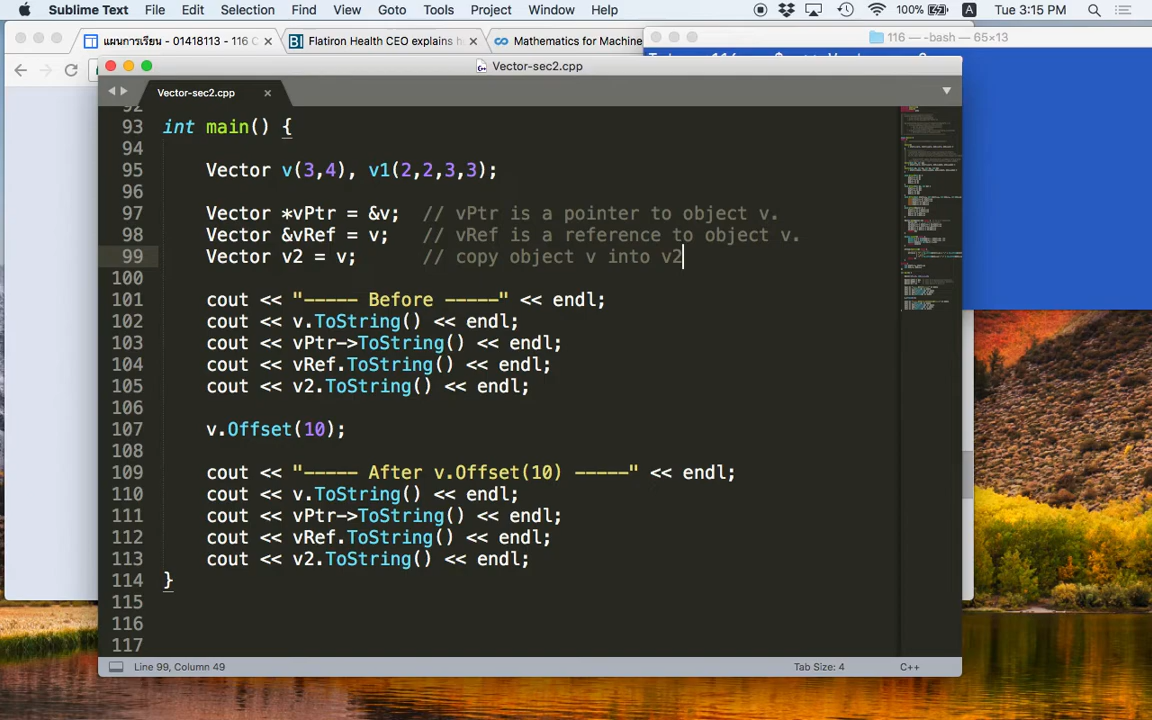 Sublime Text File Edit Selection Find View Goto Tools Project Window Help 100% A Tue 3:15 PM
แผนการเรียน - 01418113 - 116 C × Flatiron Health CEO explains h × Mathematics for Machine 116 — -bash — 65×13
Vector-sec2.cpp
Vector-sec2.cpp ×
92
93 int main() {
94
95 Vector v(3,4), v1(2,2,3,3);
96
97 Vector *vPtr = &v; // vPtr is a pointer to object v.
98 Vector &vRef = v; // vRef is a reference to object v.
99 Vector v2 = v; // copy object v into v2
100
101 cout << "----- Before -----" << endl;
102 cout << v.ToString() << endl;
103 cout << vPtr->ToString() << endl;
104 cout << vRef.ToString() << endl;
105 cout << v2.ToString() << endl;
106
107 v.Offset(10);
108
109 cout << "----- After v.Offset(10) -----" << endl;
110 cout << v.ToString() << endl;
111 cout << vPtr->ToString() << endl;
112 cout << vRef.ToString() << endl;
113 cout << v2.ToString() << endl;
114 }
115
116
117
Line 99, Column 49 Tab Size: 4 C++